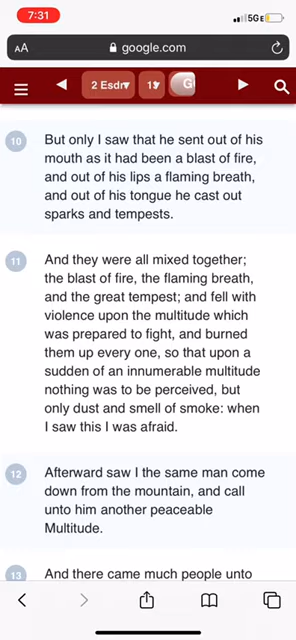 7:31
5GE
AA
google.com
2 Esdr
13
G
10
But only I saw that he sent out of his
mouth as it had been a blast of fire,
and out of his lips a flaming breath,
and out of his tongue he cast out
sparks and tempests.
11
And they were all mixed together;
the blast of fire, the flaming breath,
and the great tempest; and fell with
violence upon the multitude which
was prepared to fight, and burned
them up every one, so that upon a
sudden of an innumerable multitude
nothing was to be perceived, but
only dust and smell of smoke: when
I saw this I was afraid.
12
Afterward saw I the same man come
down from the mountain, and call
unto him another peaceable
Multitude.
13
And there came much people unto